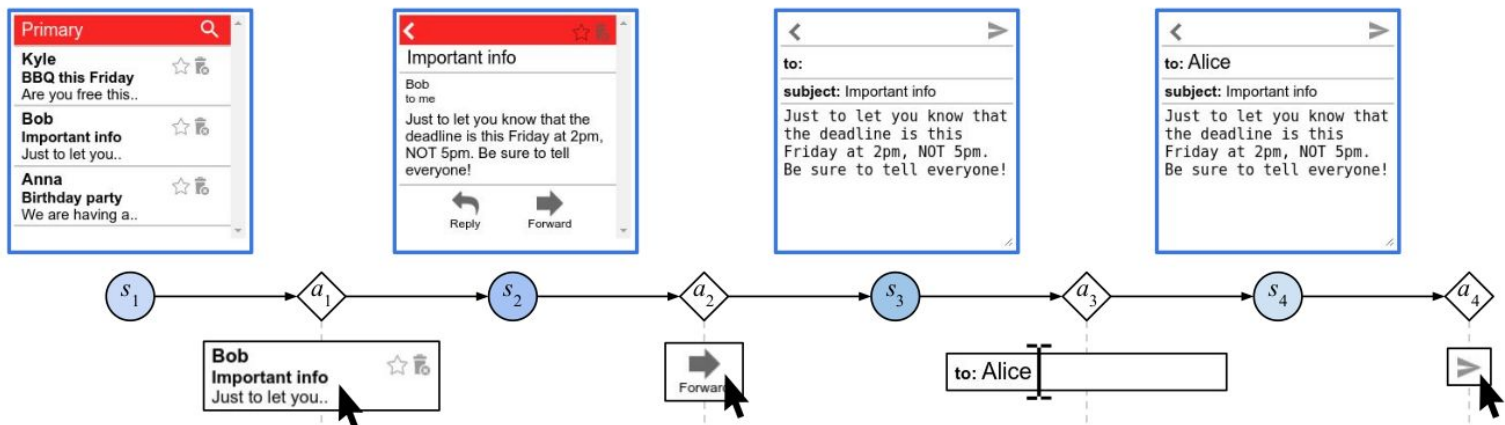 Primary
Kyle
BBQ this Friday
Are you free this..
Bob
Important info
Just to let you..
Anna
Birthday party
We are having a..
Important info
Bob
to me
Just to let you know that the
deadline is this Friday at 2pm,
NOT 5pm. Be sure to tell
everyone!
Reply Forward
to:
subject: Important info
Just to let you know that
the deadline is this
Friday at 2pm, NOT 5pm.
Be sure to tell everyone!
to: Alice
subject: Important info
Just to let you know that
the deadline is this
Friday at 2pm, NOT 5pm.
Be sure to tell everyone!
s1 a1 s2 a2 s3 a3 s4 a4
Bob
Important info
Just to let you..
Forward
to: Alice